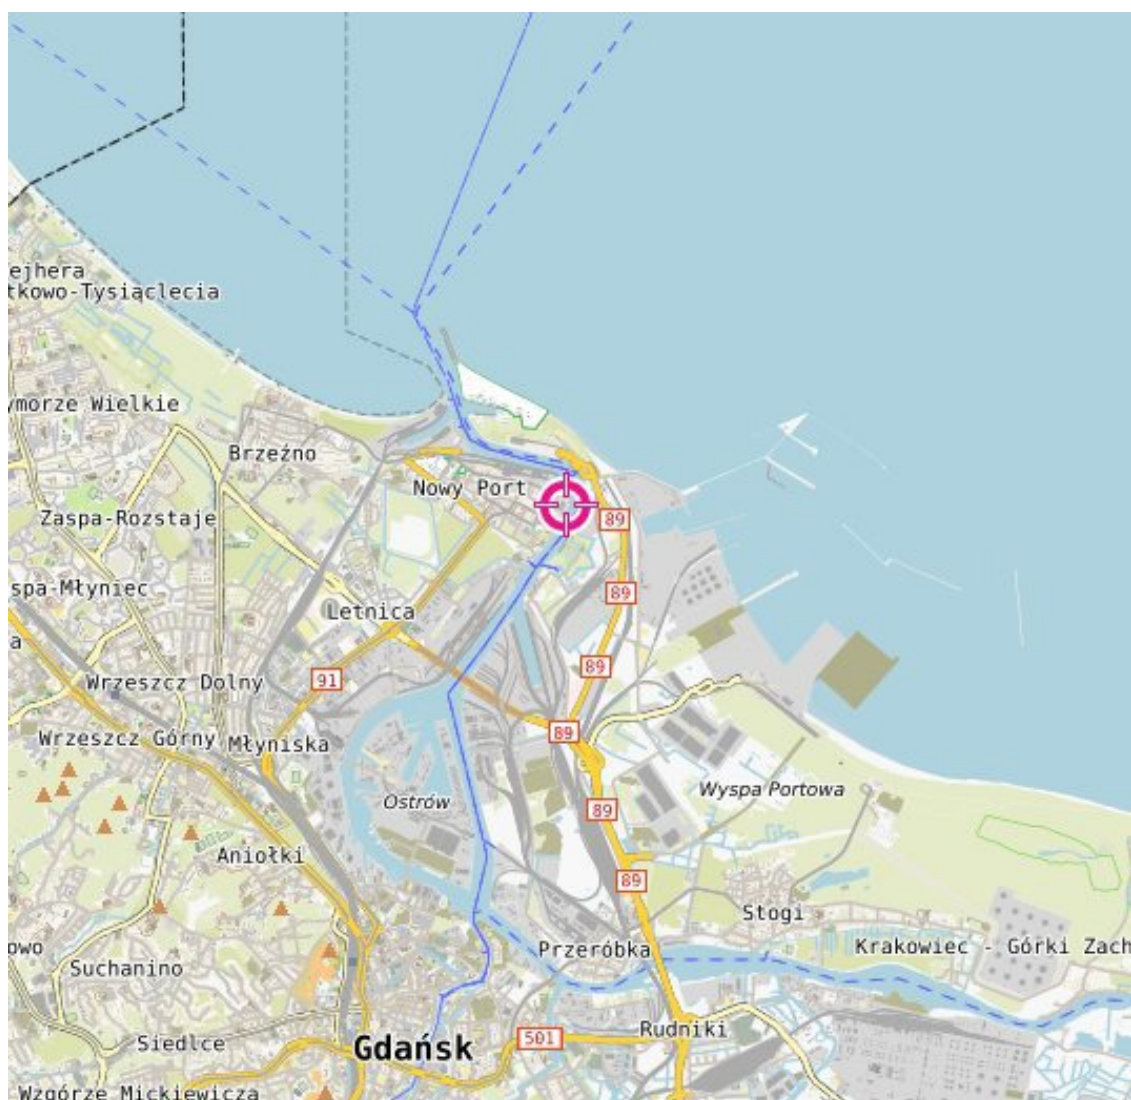 ejhera
tkowo-Tysiąclecia
ymorze Wielkie
Brzeźno
Nowy Port
Zaspa-Rozstaje
89
spa-Młyniec
89
Letnica
a
89
91
Wrzeszcz Dolny
89
Wrzeszcz Górny
Młyniska
Ostrów
Wyspa Portowa
89
Aniołki
89
Stogi
owo
Przeróbka
Krakowiec - Górki Zach
Suchanino
Rudniki
501
Siedlce
Gdańsk
Wzgórze Mickiewicza